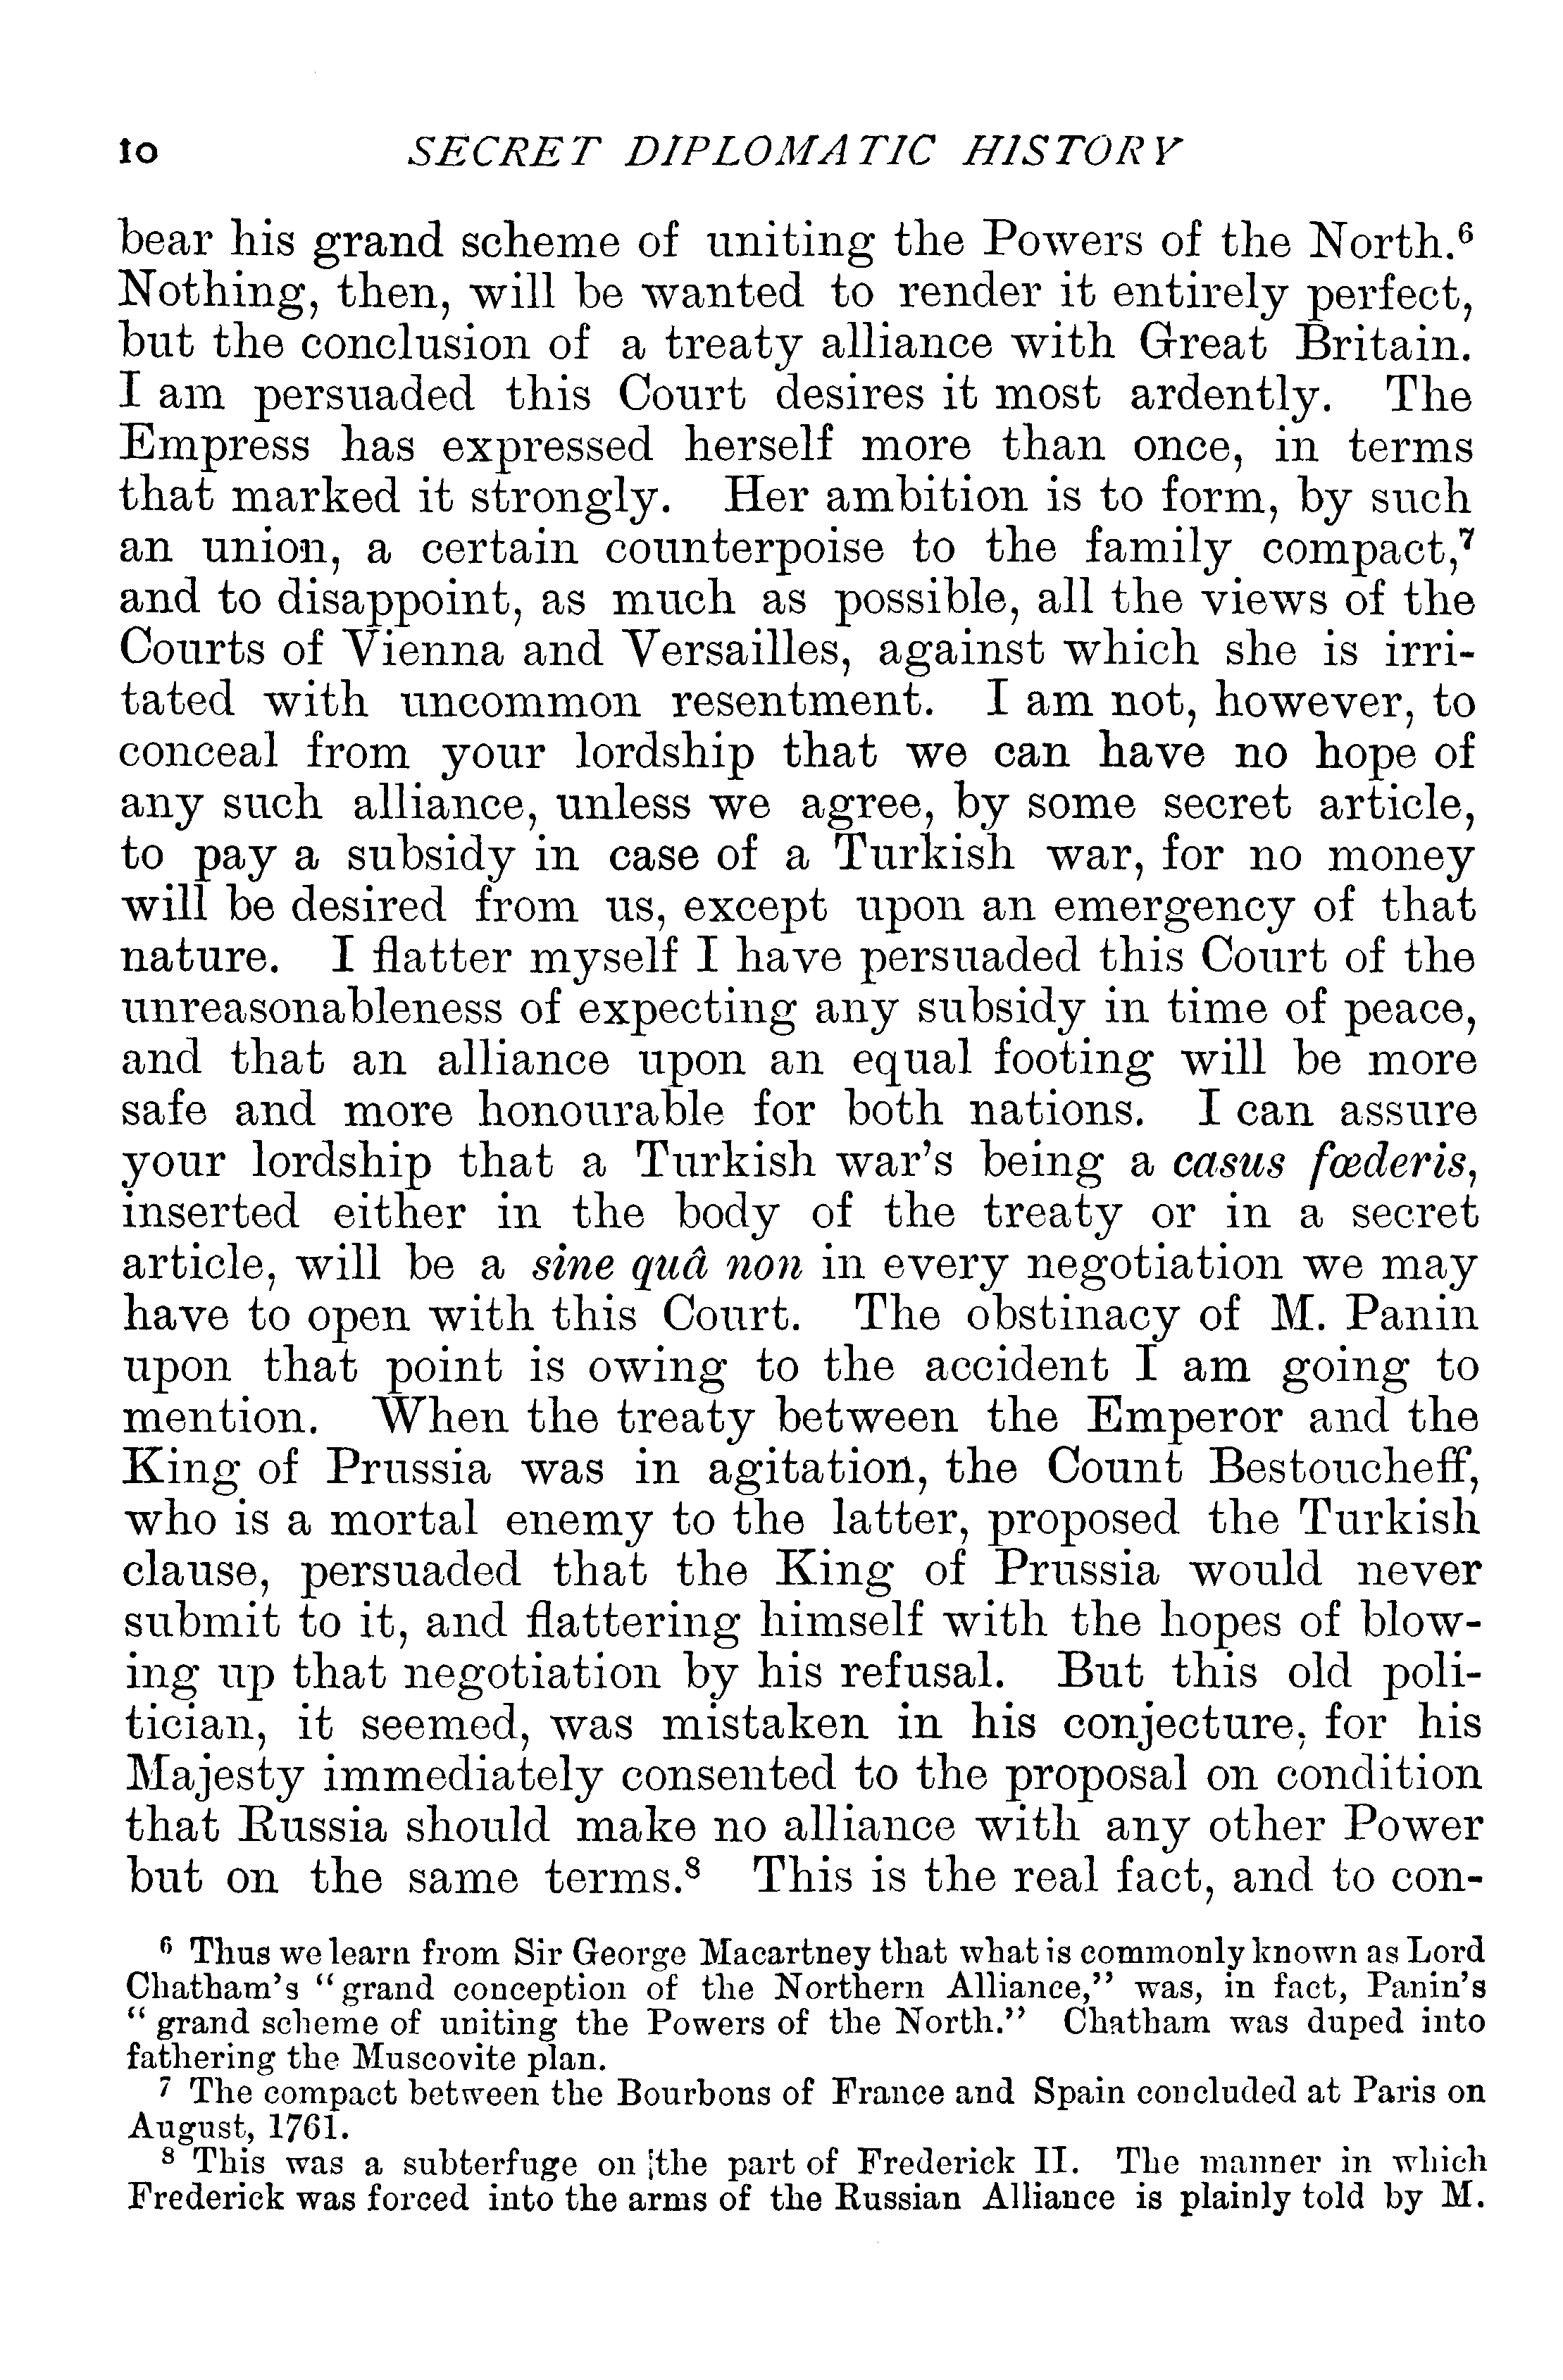 10 SECRET DIPLOMATIC HISTORY
bear his grand scheme of uniting the Powers of the North.⁶
Nothing, then, will be wanted to render it entirely perfect,
but the conclusion of a treaty alliance with Great Britain.
I am persuaded this Court desires it most ardently. The
Empress has expressed herself more than once, in terms
that marked it strongly. Her ambition is to form, by such
an union, a certain counterpoise to the family compact,⁷
and to disappoint, as much as possible, all the views of the
Courts of Vienna and Versailles, against which she is irri-
tated with uncommon resentment. I am not, however, to
conceal from your lordship that we can have no hope of
any such alliance, unless we agree, by some secret article,
to pay a subsidy in case of a Turkish war, for no money
will be desired from us, except upon an emergency of that
nature. I flatter myself I have persuaded this Court of the
unreasonableness of expecting any subsidy in time of peace,
and that an alliance upon an equal footing will be more
safe and more honourable for both nations. I can assure
your lordship that a Turkish war's being a casus fœderis,
inserted either in the body of the treaty or in a secret
article, will be a sine quâ non in every negotiation we may
have to open with this Court. The obstinacy of M. Panin
upon that point is owing to the accident I am going to
mention. When the treaty between the Emperor and the
King of Prussia was in agitation, the Count Bestoucheff,
who is a mortal enemy to the latter, proposed the Turkish
clause, persuaded that the King of Prussia would never
submit to it, and flattering himself with the hopes of blow-
ing up that negotiation by his refusal. But this old poli-
tician, it seemed, was mistaken in his conjecture, for his
Majesty immediately consented to the proposal on condition
that Russia should make no alliance with any other Power
but on the same terms.⁸ This is the real fact, and to con-
⁶ Thus we learn from Sir George Macartney that what is commonly known as Lord
Chatham's "grand conception of the Northern Alliance," was, in fact, Panin's
"grand scheme of uniting the Powers of the North." Chatham was duped into
fathering the Muscovite plan.
⁷ The compact between the Bourbons of France and Spain concluded at Paris on
August, 1761.
⁸ This was a subterfuge on the part of Frederick II. The manner in which
Frederick was forced into the arms of the Russian Alliance is plainly told by M.